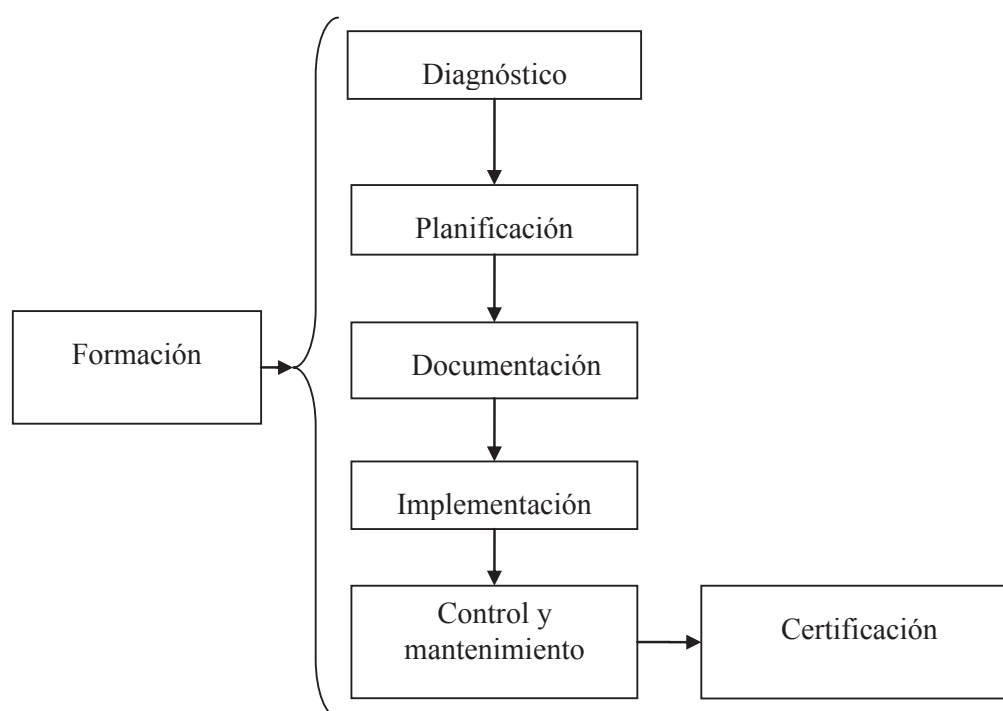 Diagnóstico
Planificación
Formación
Documentación
Implementación
Control y
mantenimiento
Certificación